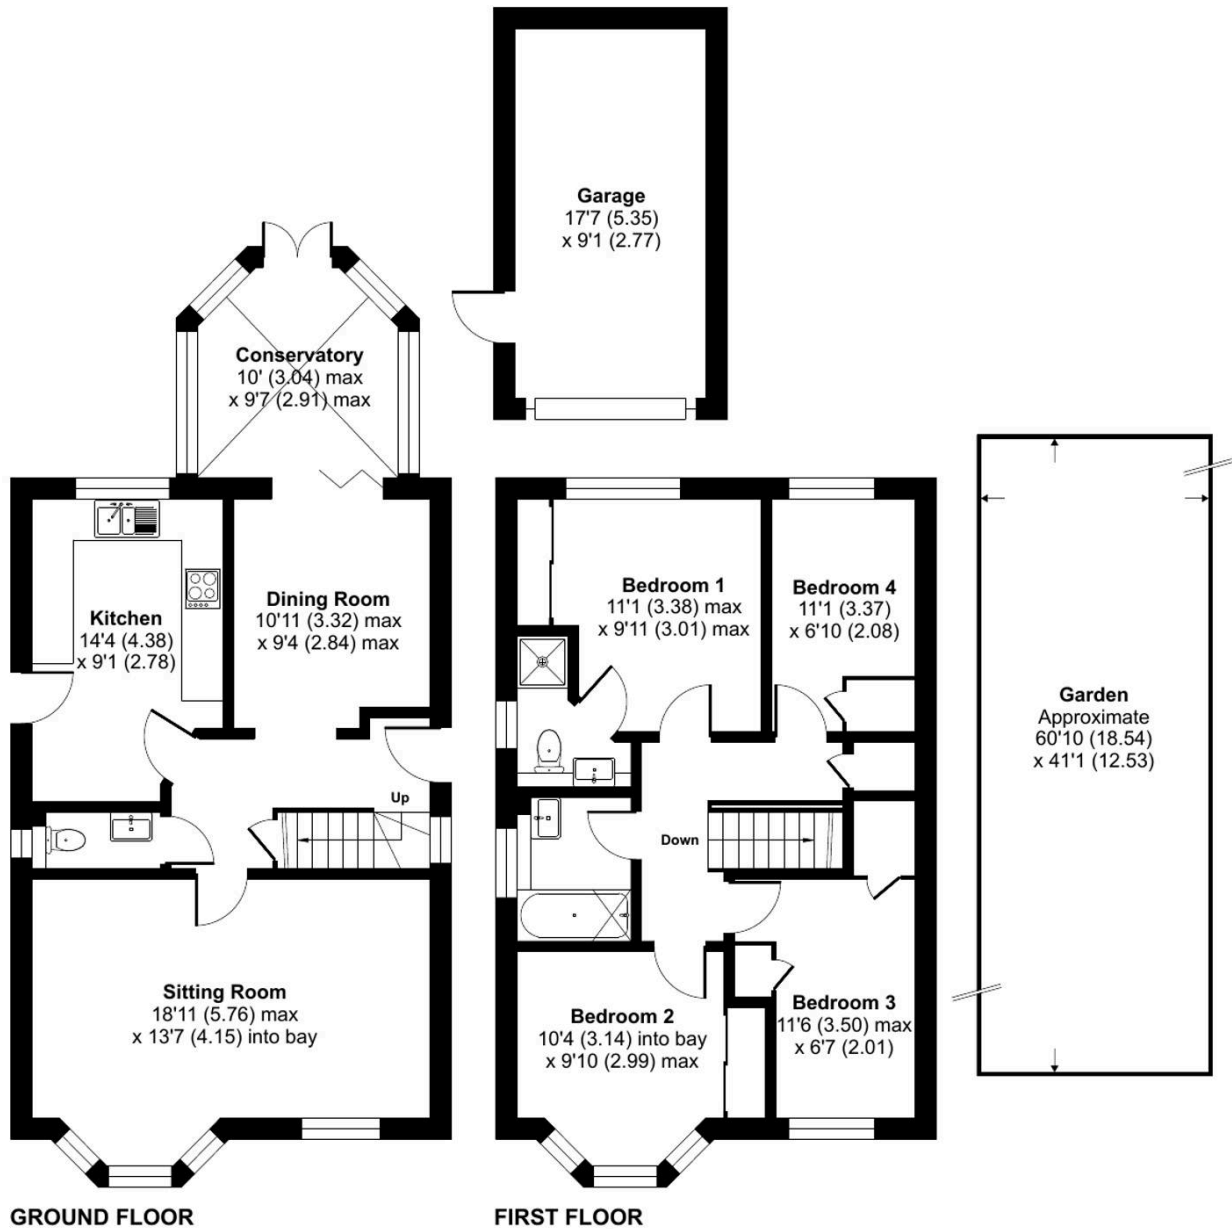 Garage
17'7 (5.35)
x 9'1 (2.77)
Conservatory
10' (3.04) max
x 9'7 (2.91) max
Kitchen
14'4 (4.38)
x 9'1 (2.78)
Dining Room
10'11 (3.32) max
x 9'4 (2.84) max
Up
Sitting Room
18'11 (5.76) max
x 13'7 (4.15) into bay
GROUND FLOOR
Bedroom 1
11'1 (3.38) max
x 9'11 (3.01) max
Bedroom 4
11'1 (3.37)
x 6'10 (2.08)
Down
Bedroom 2
10'4 (3.14) into bay
x 9'10 (2.99) max
Bedroom 3
11'6 (3.50) max
x 6'7 (2.01)
FIRST FLOOR
Garden
Approximate
60'10 (18.54)
x 41'1 (12.53)